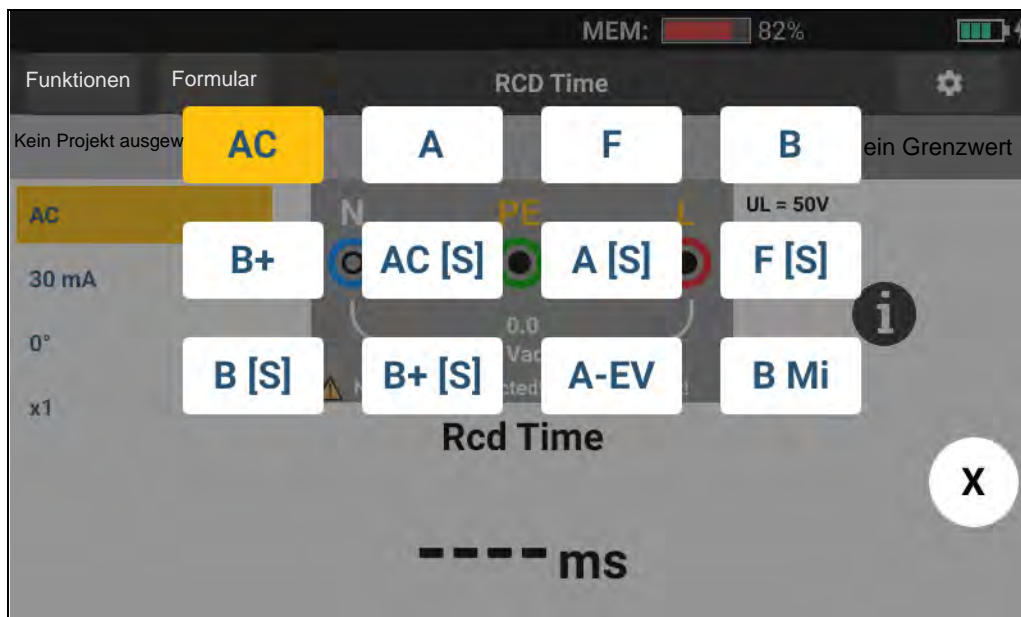 MEM: 82%
Funktionen Formular RCD Time
Kein Projekt ausgew ein Grenzwert
AC A F B
AC N PE L UL = 50V
B+ AC [S] A [S] F [S]
30 mA
0.0
0°
Vac
B [S] B+ [S] A-EV B Mi
x1
Rcd Time
X
---- ms